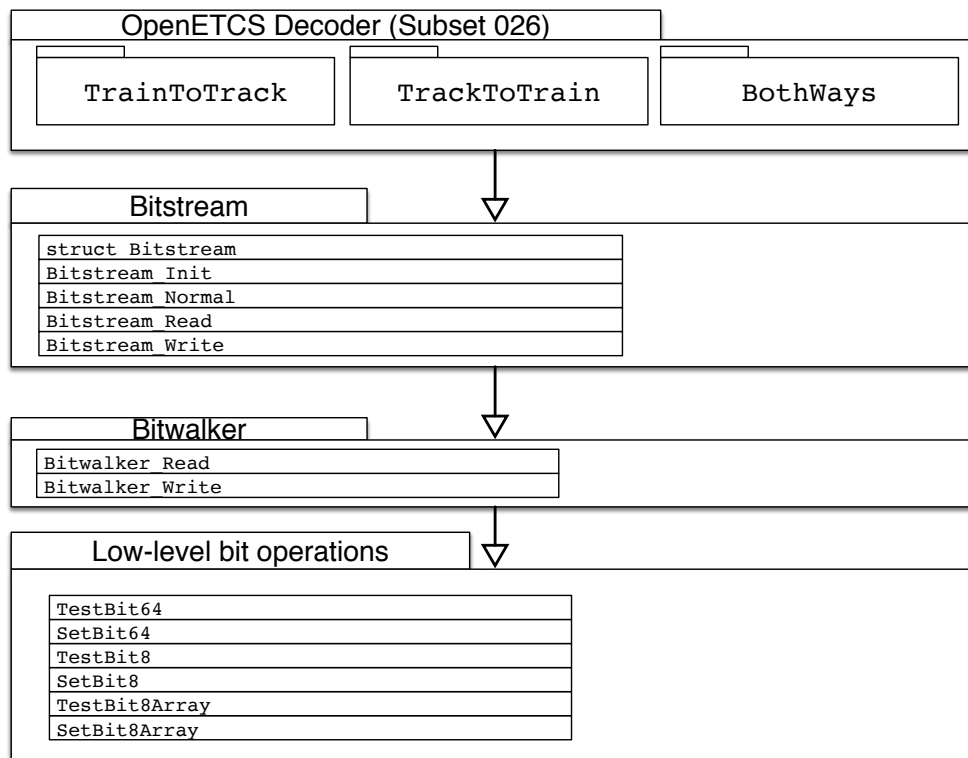 OpenETCS Decoder (Subset 026)
TrainToTrack
TrackToTrain
BothWays
Bitstream
struct Bitstream
Bitstream_Init
Bitstream_Normal
Bitstream_Read
Bitstream_Write
Bitwalker
Bitwalker_Read
Bitwalker_Write
Low-level bit operations
TestBit64
SetBit64
TestBit8
SetBit8
TestBit8Array
SetBit8Array